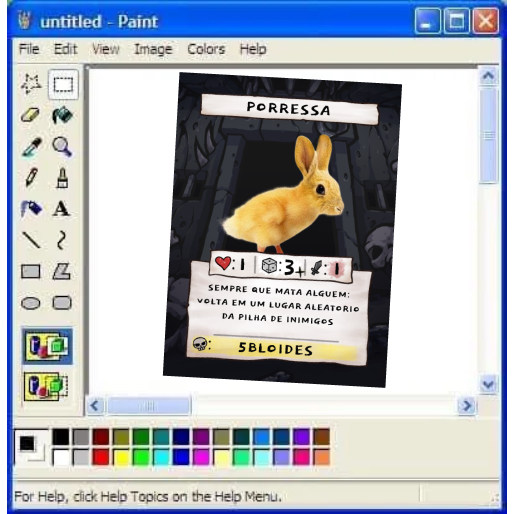 untitled - Paint
File Edit View Image Colors Help
A
PORRESSA
:1 :3+ :1
SEMPRE QUE MATA ALGUEM:
VOLTA EM UM LUGAR ALEATORIO
DA PILHA DE INIMIGOS
: 5BLOIDES
For Help, click Help Topics on the Help Menu.